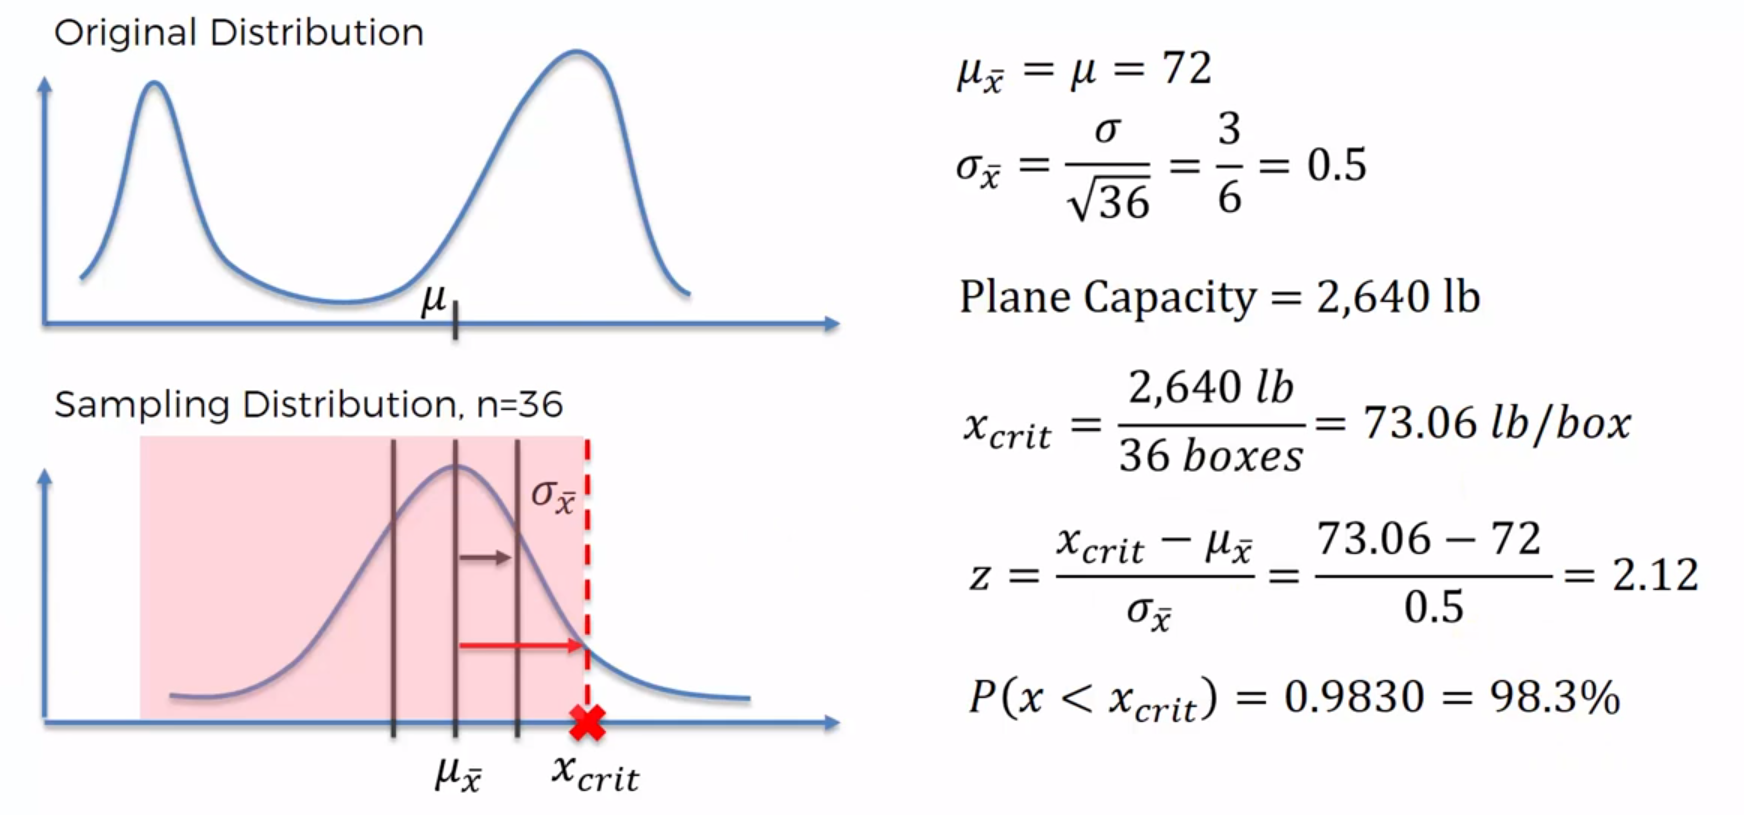 Original Distribution
μ
Sampling Distribution, n=36
σ_x̄
μ_x̄
x_crit
μ_x̄ = μ = 72
σ_x̄ = σ/√36 = 3/6 = 0.5
Plane Capacity = 2,640 lb
x_crit = 2,640 lb / 36 boxes = 73.06 lb/box
z = (x_crit − μ_x̄)/σ_x̄ = (73.06 − 72)/0.5 = 2.12
P(x < x_crit) = 0.9830 = 98.3%